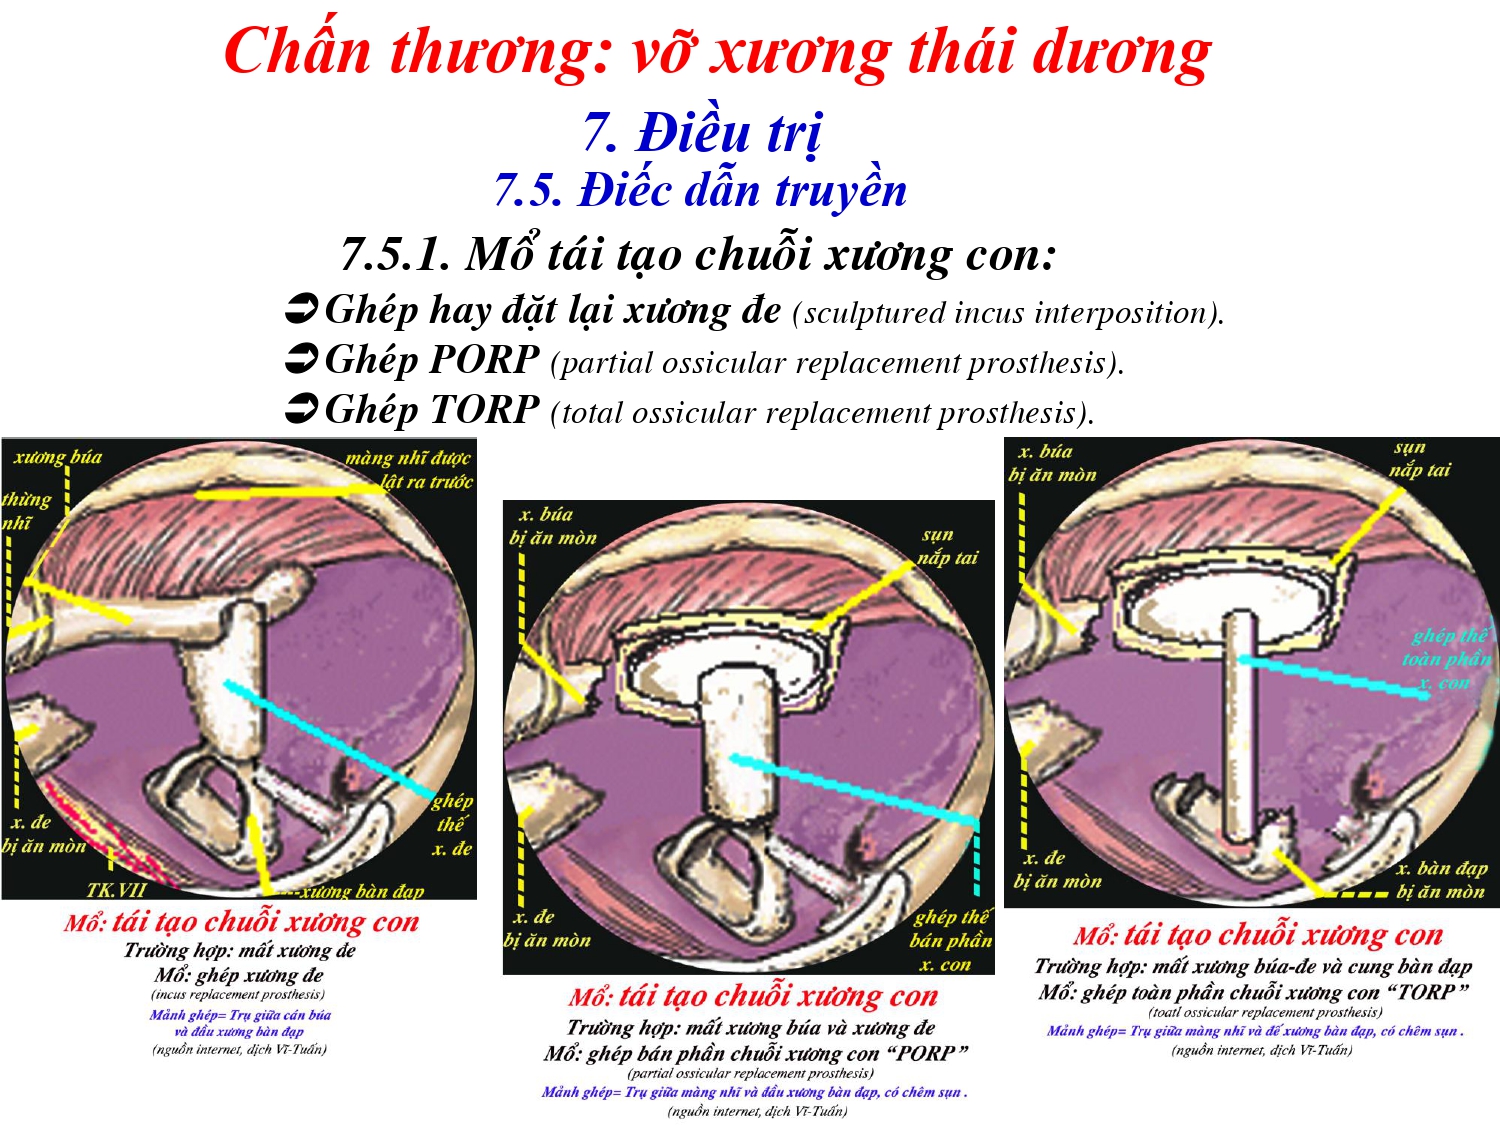 Chấn thương: vỡ xương thái dương
7. Điều trị
7.5. Điếc dẫn truyền
7.5.1. Mổ tái tạo chuỗi xương con:
➲ Ghép hay đặt lại xương đe (sculptured incus interposition).
➲ Ghép PORP (partial ossicular replacement prosthesis).
➲ Ghép TORP (total ossicular replacement prosthesis).
xương búa
màng nhĩ được
lật ra trước
thừng
nhĩ
ghép
thế
x. đe
x. đe
bị ăn mòn
TK.VII
xương bàn đạp
Mổ: tái tạo chuỗi xương con
Trường hợp: mất xương đe
Mổ: ghép xương đe
(incus replacement prosthesis)
Mảnh ghép= Trụ giữa cán búa
và đầu xương bàn đạp
(nguồn internet, dịch Vĩ-Tuấn)
x. búa
bị ăn mòn
sụn
nắp tai
x. đe
bị ăn mòn
ghép thế
bán phần
x. con
Mổ: tái tạo chuỗi xương con
Trường hợp: mất xương búa và xương đe
Mổ: ghép bán phần chuỗi xương con “PORP”
(partial ossicular replacement prosthesis)
Mảnh ghép= Trụ giữa màng nhĩ và đầu xương bàn đạp, có chêm sụn .
(nguồn internet, dịch Vĩ-Tuấn)
x. búa
bị ăn mòn
sụn
nắp tai
ghép thế
toàn phần
x. con
x. đe
bị ăn mòn
x. bàn đạp
bị ăn mòn
Mổ: tái tạo chuỗi xương con
Trường hợp: mất xương búa-đe và cung bàn đạp
Mổ: ghép toàn phần chuỗi xương con “TORP”
(toatl ossicular replacement prosthesis)
Mảnh ghép= Trụ giữa màng nhĩ và đế xương bàn đạp, có chêm sụn .
(nguồn internet, dịch Vĩ-Tuấn)